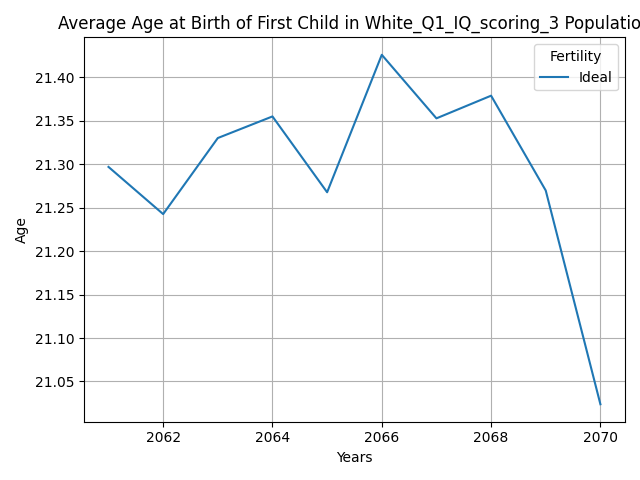 Average Age at Birth of First Child in White_Q1_IQ_scoring_3 Populatio
Fertility
Ideal
21.40
21.35
21.30
21.25
21.20
21.15
21.10
21.05
Age
2062 2064 2066 2068 2070
Years